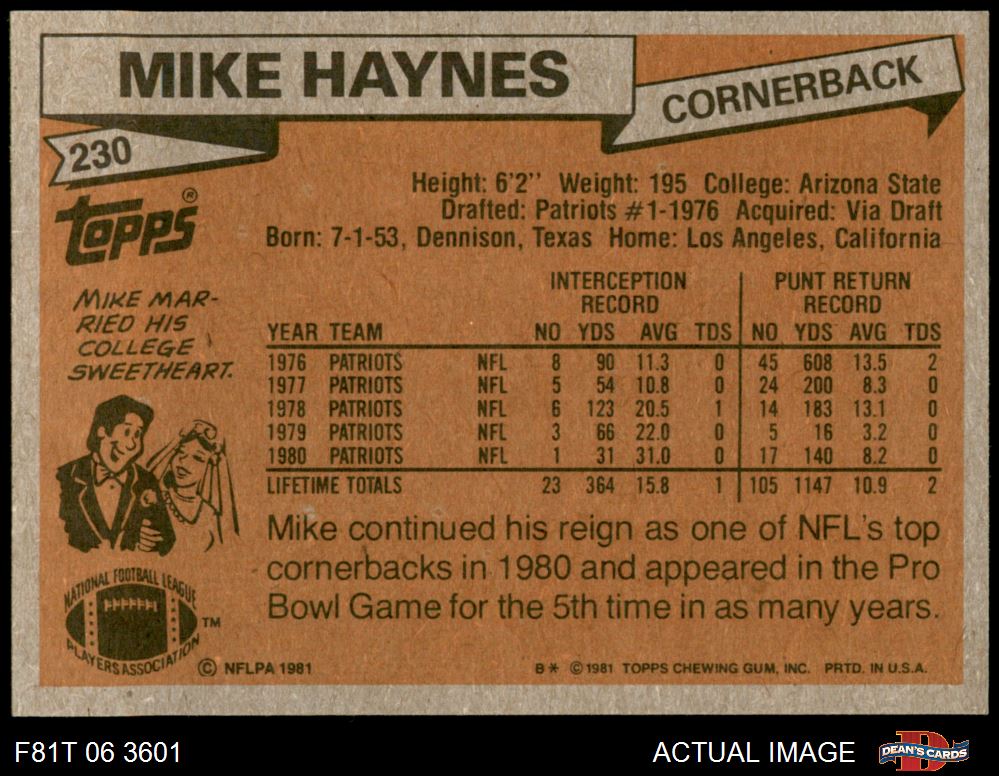 MIKE HAYNES
CORNERBACK
230
TOPPS®
Height: 6'2'' Weight: 195 College: Arizona State
Drafted: Patriots #1-1976 Acquired: Via Draft
Born: 7-1-53, Dennison, Texas Home: Los Angeles, California
MIKE MAR-
RIED HIS
COLLEGE
SWEETHEART.
INTERCEPTION PUNT RETURN
RECORD RECORD
YEAR TEAM NO YDS AVG TDS NO YDS AVG TDS
1976 PATRIOTS NFL 8 90 11.3 0 45 608 13.5 2
1977 PATRIOTS NFL 5 54 10.8 0 24 200 8.3 0
1978 PATRIOTS NFL 6 123 20.5 1 14 183 13.1 0
1979 PATRIOTS NFL 3 66 22.0 0 5 16 3.2 0
1980 PATRIOTS NFL 1 31 31.0 0 17 140 8.2 0
LIFETIME TOTALS 23 364 15.8 1 105 1147 10.9 2
Mike continued his reign as one of NFL's top
cornerbacks in 1980 and appeared in the Pro
Bowl Game for the 5th time in as many years.
NATIONAL FOOTBALL LEAGUE
PLAYERS ASSOCIATION
TM
© NFLPA 1981
B* © 1981 TOPPS CHEWING GUM, INC. PRTD. IN U.S.A.
F81T 06 3601
ACTUAL IMAGE
D
DEAN'S CARDS